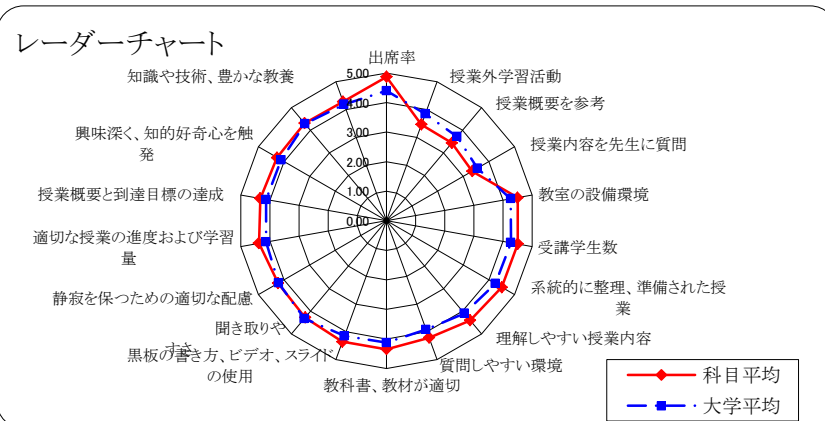 レーダーチャート
出席率
授業外学習活動
授業概要を参考
授業内容を先生に質問
教室の設備環境
受講学生数
系統的に整理、準備された授
業
理解しやすい授業内容
質問しやすい環境
教科書、教材が適切
黒板の書き方、ビデオ、スライド
の使用
聞き取りや
すさ
静寂を保つための適切な配慮
適切な授業の進度および学習
量
授業概要と到達目標の達成
興味深く、知的好奇心を触
発
知識や技術、豊かな教養
5.00
4.00
3.00
2.00
1.00
0.00
科目平均
大学平均